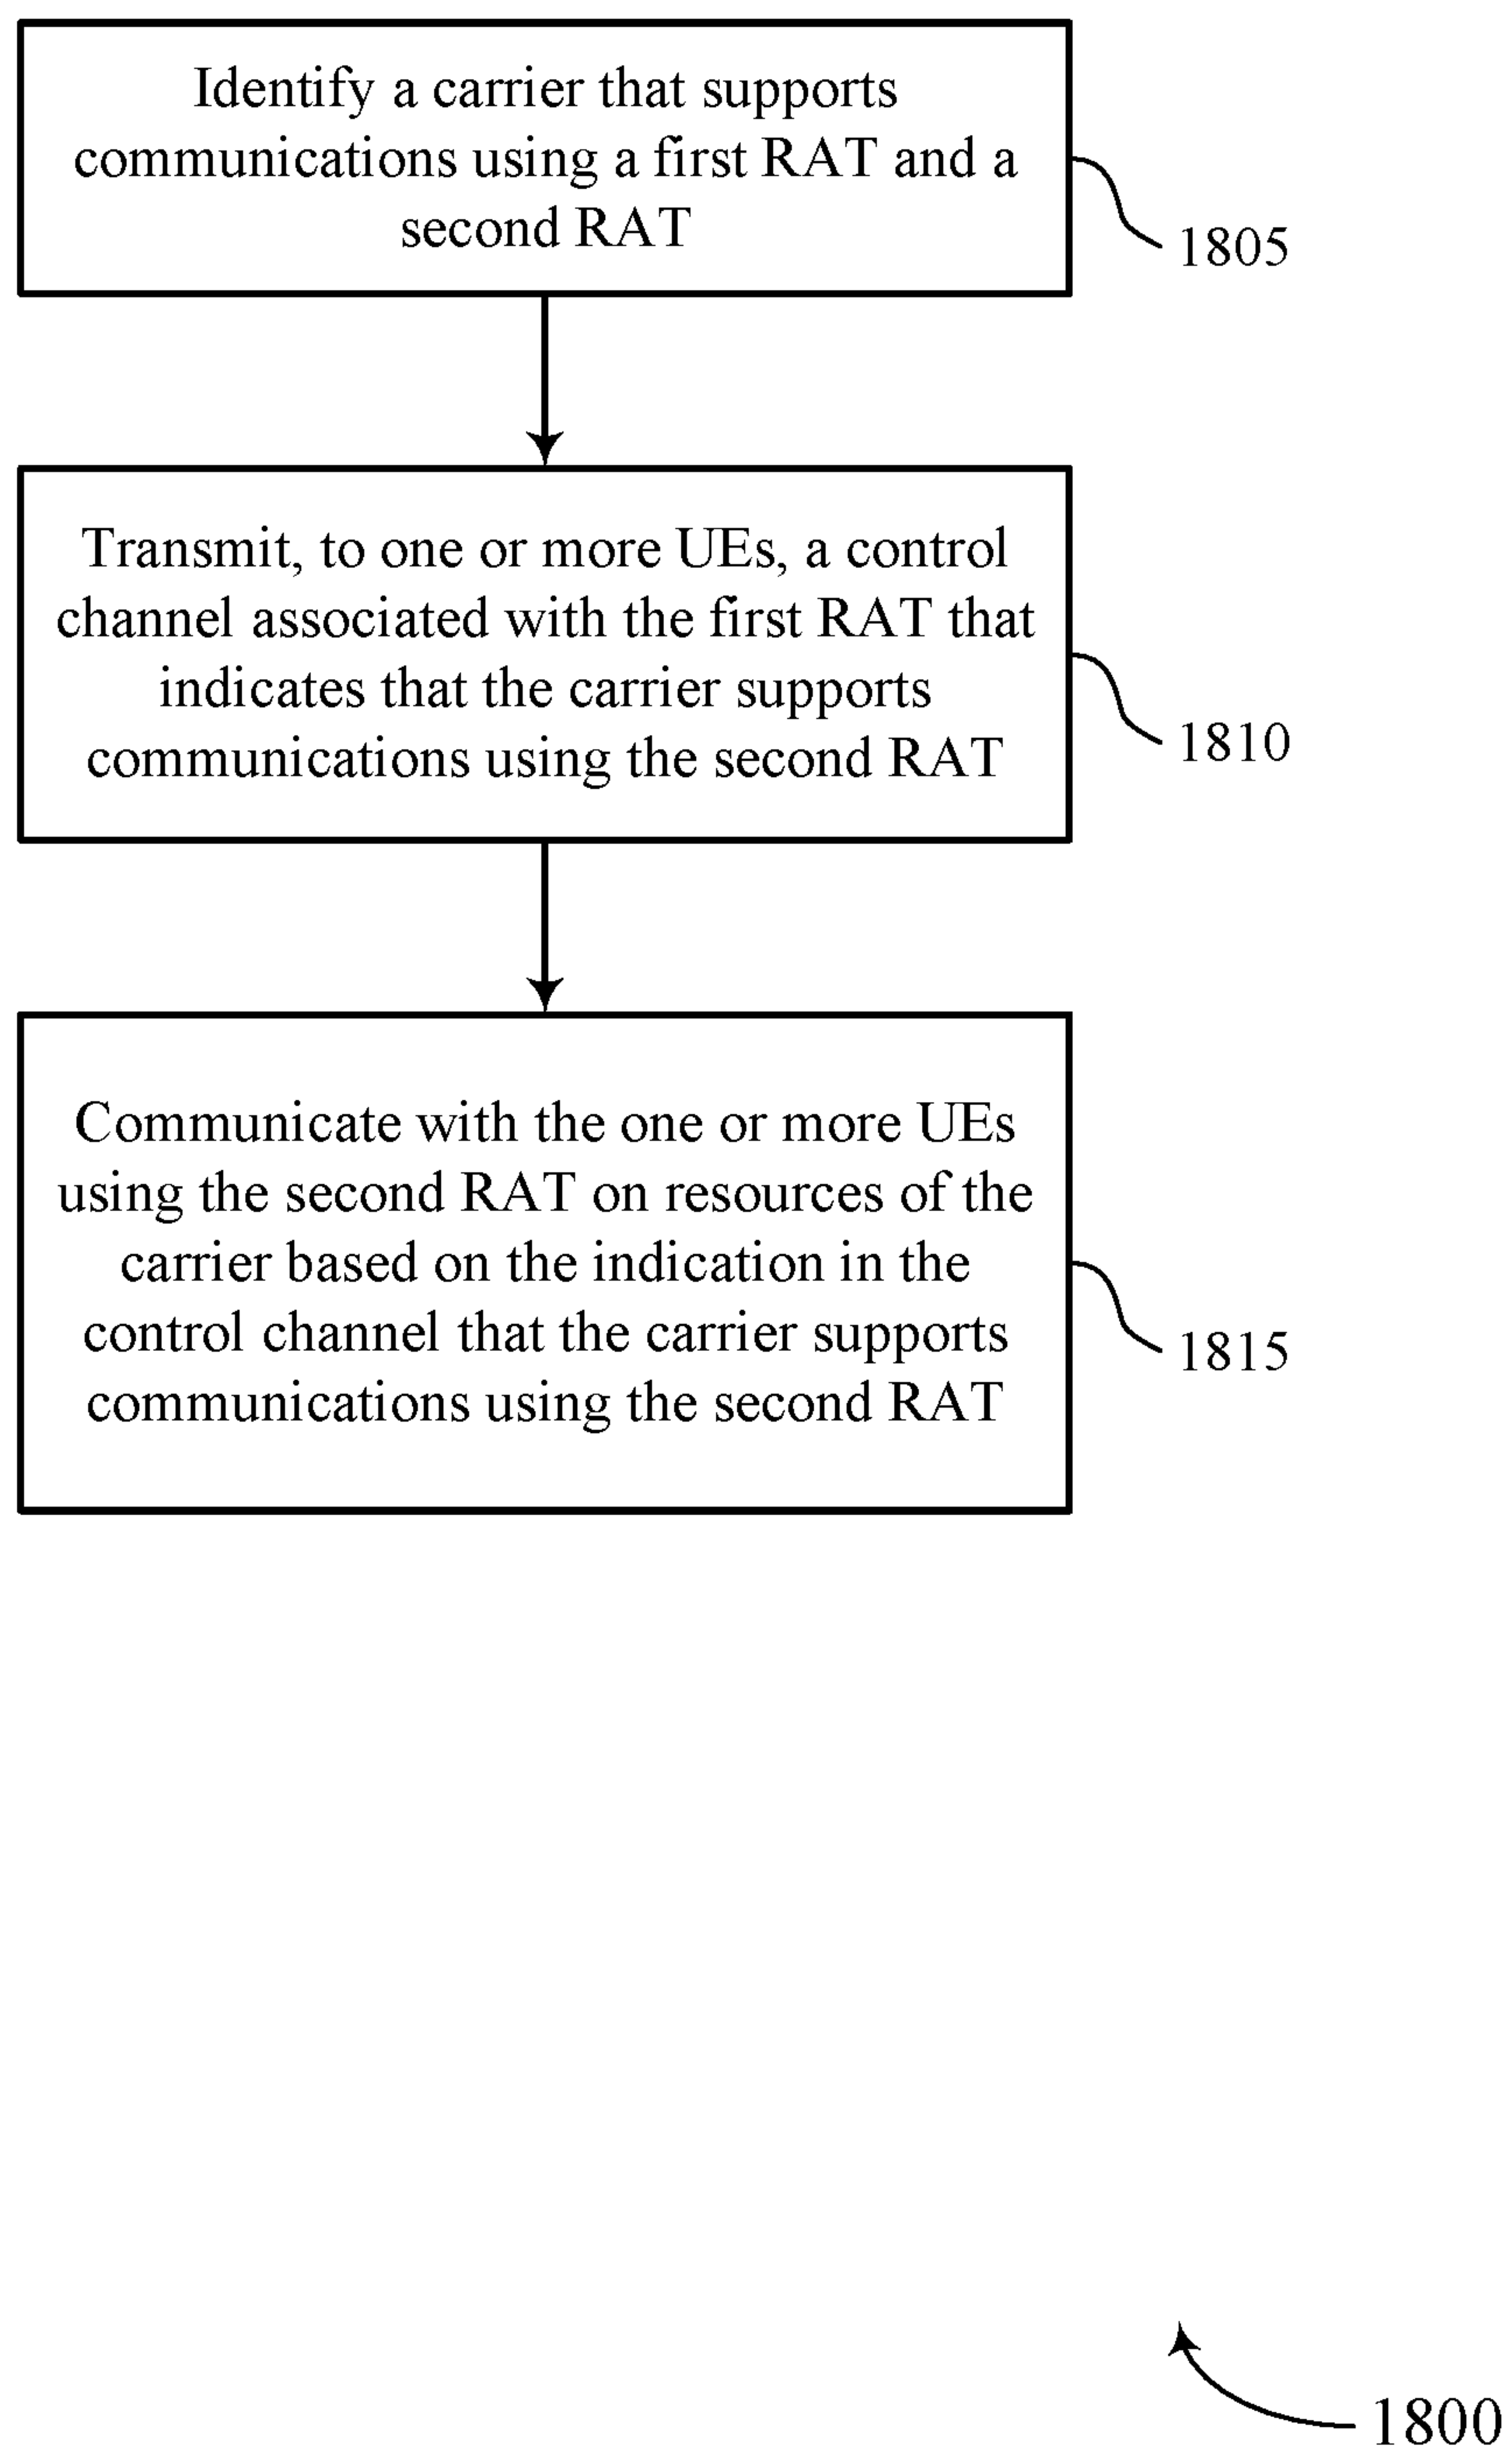 Identify a carrier that supports
communications using a first RAT and a
second RAT
1805
Transmit, to one or more UEs, a control
channel associated with the first RAT that
indicates that the carrier supports
communications using the second RAT
1810
Communicate with the one or more UEs
using the second RAT on resources of the
carrier based on the indication in the
control channel that the carrier supports
communications using the second RAT
1815
1800